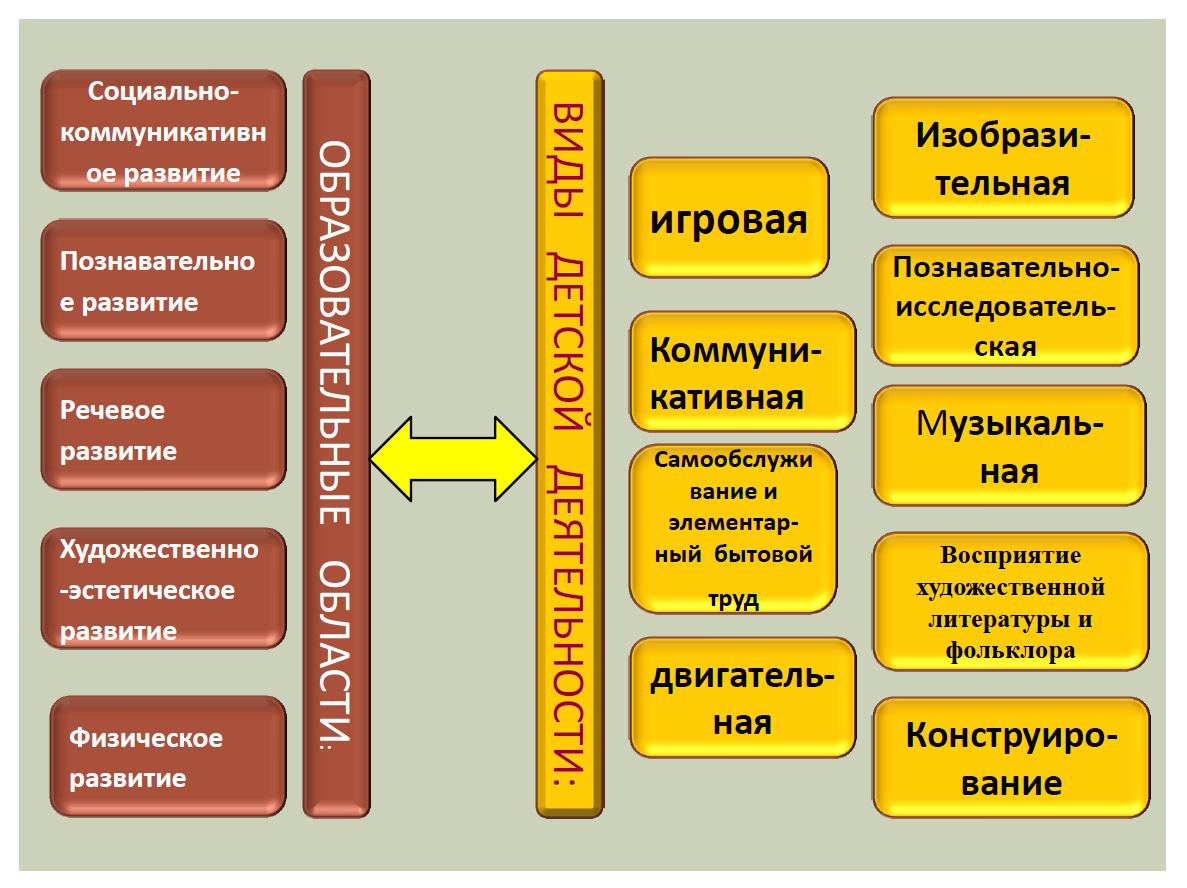 Социально-
коммуникативн
ое развитие
Познавательно
е развитие
Речевое
развитие
Художественно
-эстетическое
развитие
Физическое
развитие
ОБРАЗОВАТЕЛЬНЫЕ ОБЛАСТИ:
ВИДЫ ДЕТСКОЙ ДЕЯТЕЛЬНОСТИ:
игровая
Коммуни-
кативная
Самообслужи
вание и
элементар-
ный бытовой
труд
двигатель-
ная
Изобрази-
тельная
Познавательно-
исследователь-
ская
Музыкаль-
ная
Восприятие
художественной
литературы и
фольклора
Конструиро-
вание